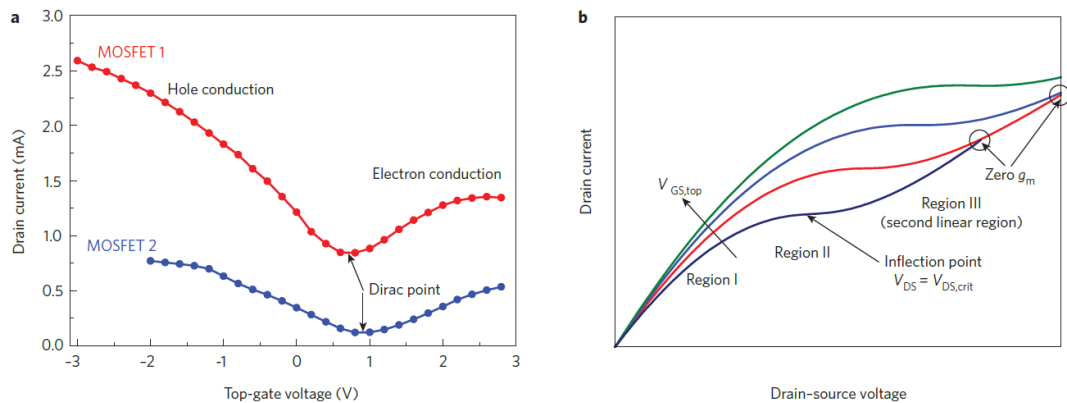 a
3.0
2.5
2.0
1.5
1.0
0.5
0.0
Drain current (mA)
MOSFET 1
Hole conduction
Electron conduction
MOSFET 2
Dirac point
−3
−2
-1
0
1
2
3
Top-gate voltage (V)
b
Drain current
V GS,top
Zero gm
Region III
(second linear region)
Region II
Region I
Inflection point
VDS = VDS,crit
Drain–source voltage